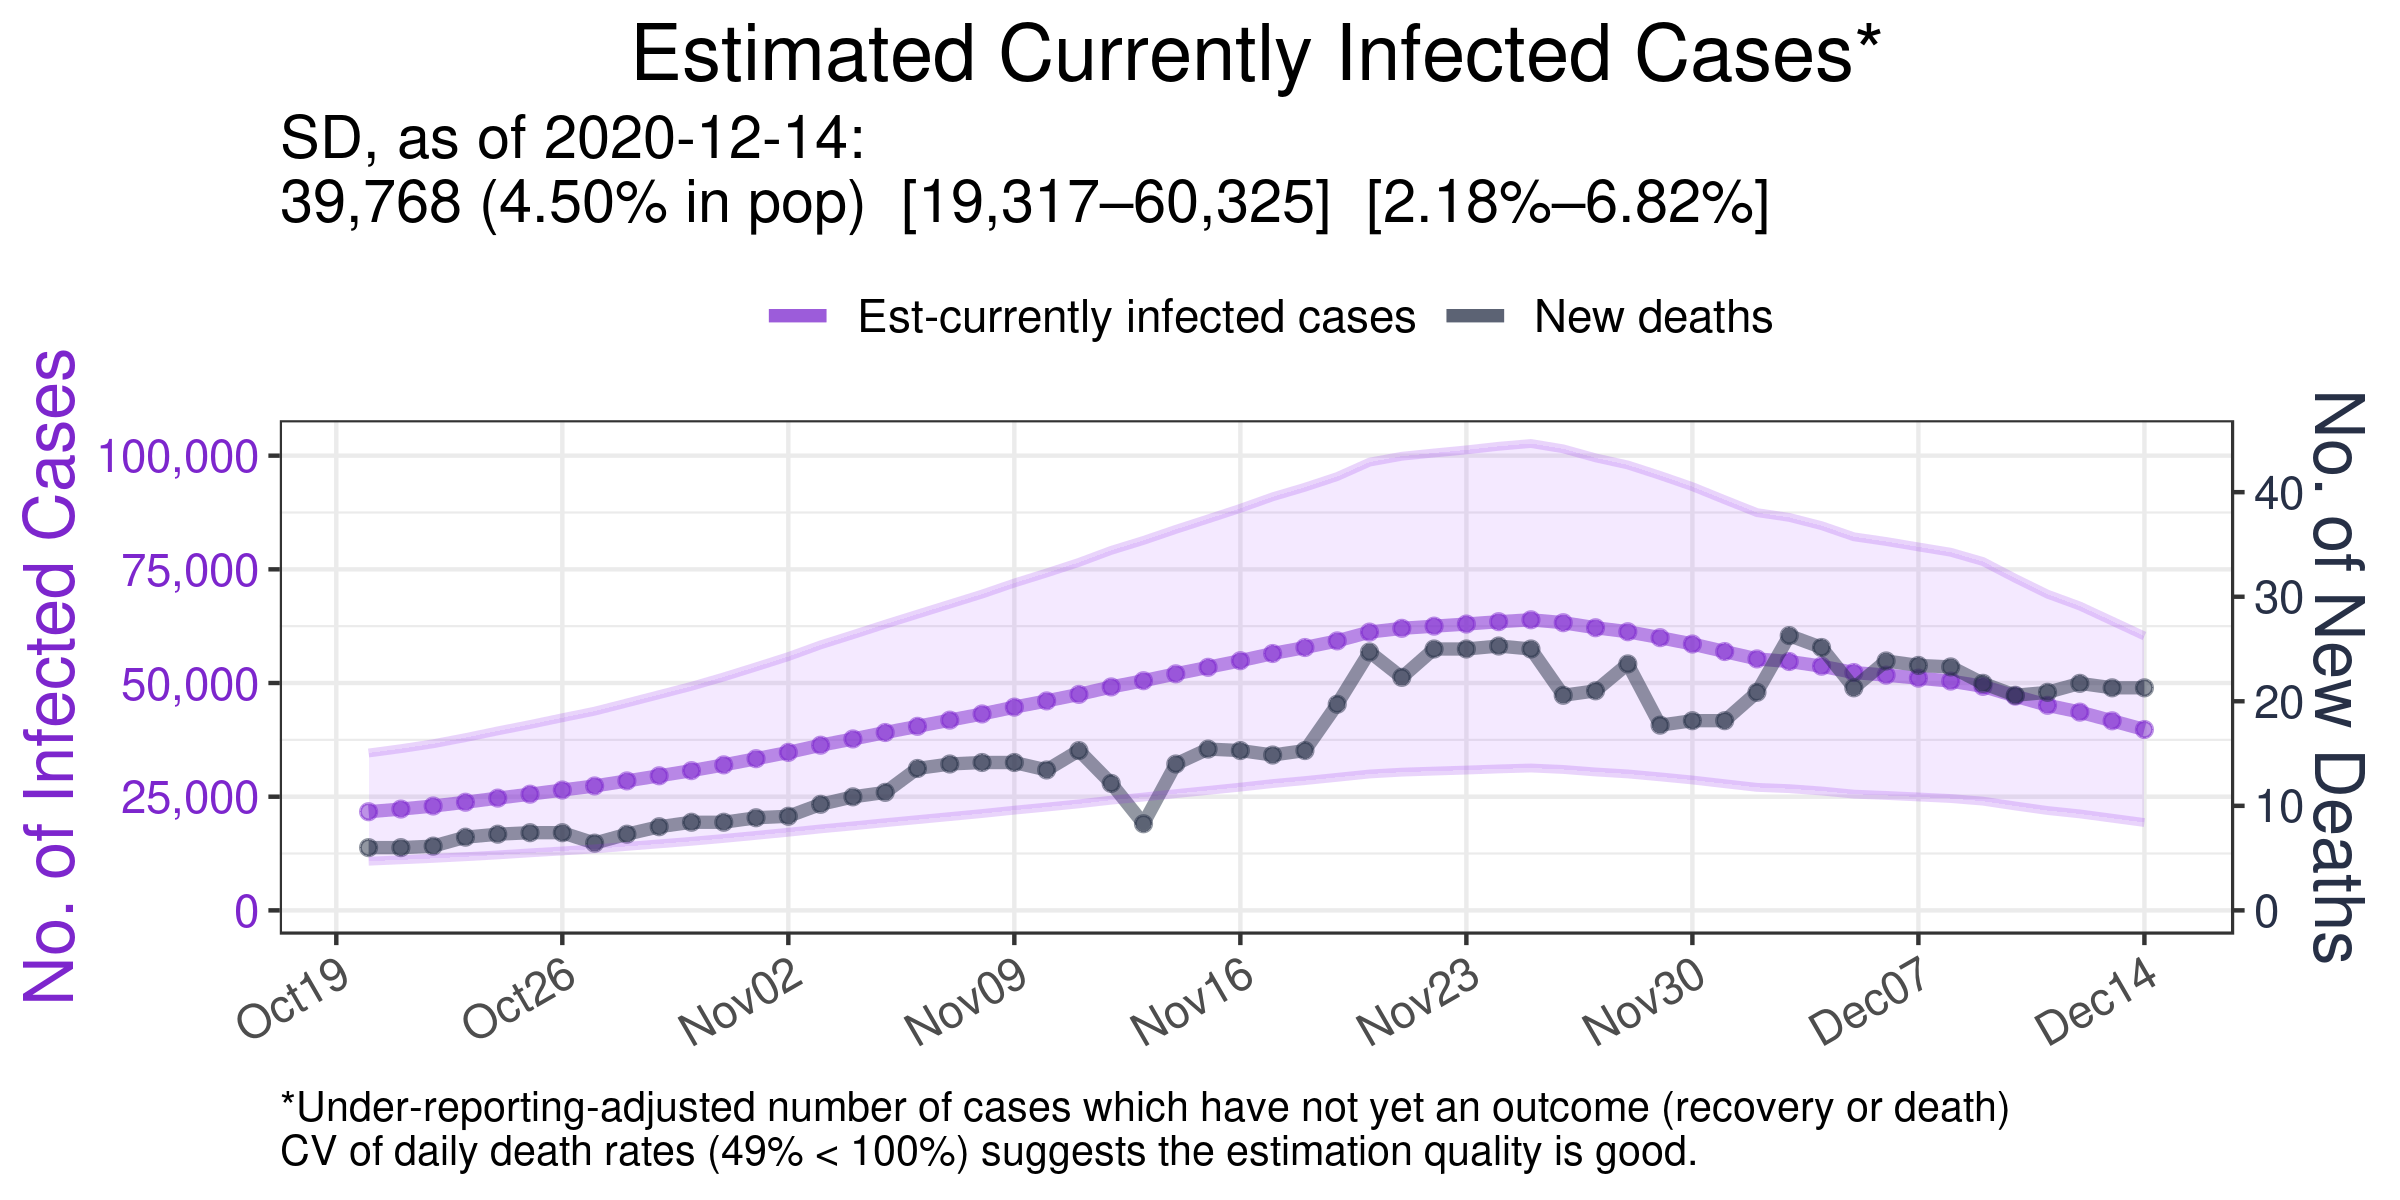 Estimated Currently Infected Cases*
SD, as of 2020-12-14:
39,768 (4.50% in pop)  [19,317–60,325]  [2.18%–6.82%]
Est-currently infected cases
New deaths
No. of Infected Cases
100,000
75,000
50,000
25,000
0
40
30
20
10
0
No. of New Deaths
Oct19
Oct26
Nov02
Nov09
Nov16
Nov23
Nov30
Dec07
Dec14
*Under-reporting-adjusted number of cases which have not yet an outcome (recovery or death)
CV of daily death rates (49% < 100%) suggests the estimation quality is good.